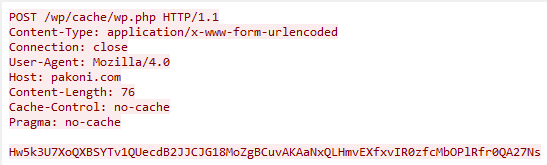 POST /wp/cache/wp.php HTTP/1.1
Content-Type: application/x-www-form-urlencoded
Connection: close
User-Agent: Mozilla/4.0
Host: pakoni.com
Content-Length: 76
Cache-Control: no-cache
Pragma: no-cache

Hw5k3U7XoQXBSYTv1QUecdB2JJCJG18MoZgBCuvAKAaNxQLHmvEXfxvIR0zfcMbOPlRfr0QA27Ns